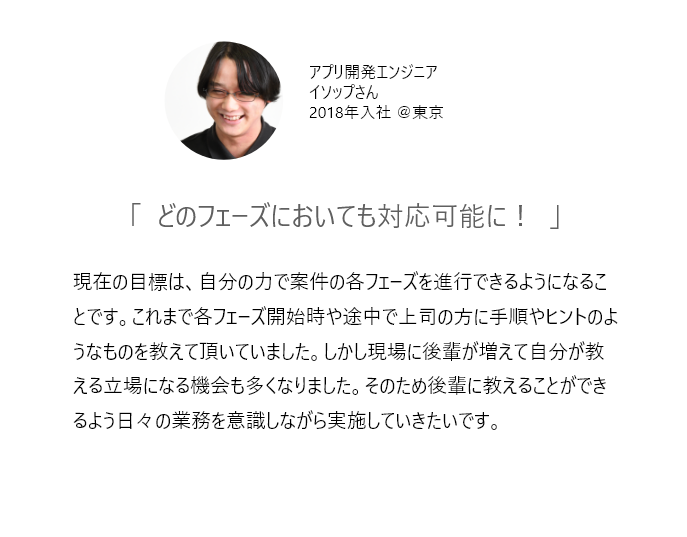 アプリ開発エンジニア
イソップさん
2018年入社 ＠東京
「 どのフェーズにおいても対応可能に！ 」
現在の目標は、自分の力で案件の各フェーズを進行できるようになるこ
とです。これまで各フェーズ開始時や途中で上司の方に手順やヒントのよ
うなものを教えて頂いていました。しかし現場に後輩が増えて自分が教
える立場になる機会も多くなりました。そのため後輩に教えることができ
るよう日々の業務を意識しながら実施していきたいです。